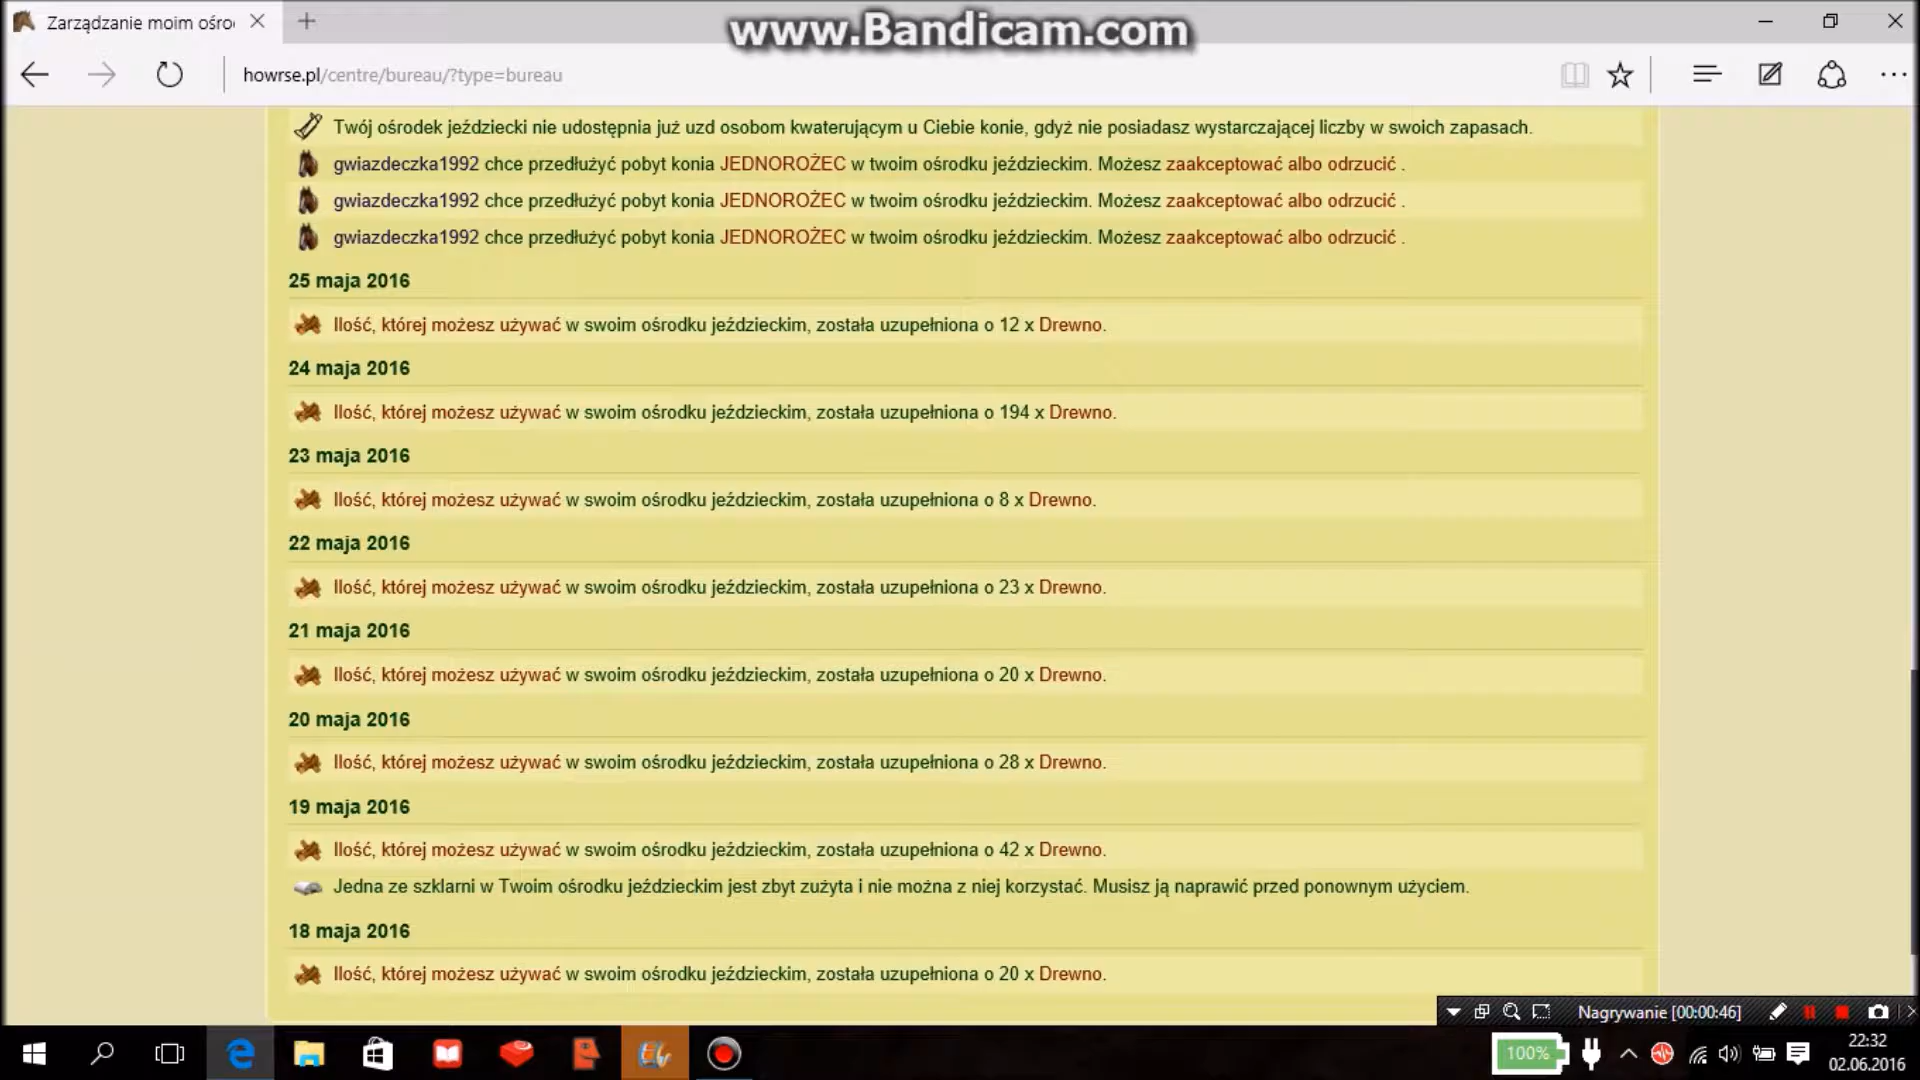 Zarządzanie moim ośro
www.Bandicam.com
howrse.pl/centre/bureau/?type=bureau
Twój ośrodek jeździecki nie udostępnia już uzd osobom kwaterującym u Ciebie konie, gdyż nie posiadasz wystarczającej liczby w swoich zapasach.
gwiazdeczka1992 chce przedłużyć pobyt konia JEDNOROŻEC w twoim ośrodku jeździeckim. Możesz zaakceptować albo odrzucić .
gwiazdeczka1992 chce przedłużyć pobyt konia JEDNOROŻEC w twoim ośrodku jeździeckim. Możesz zaakceptować albo odrzucić .
gwiazdeczka1992 chce przedłużyć pobyt konia JEDNOROŻEC w twoim ośrodku jeździeckim. Możesz zaakceptować albo odrzucić .
25 maja 2016
Ilość, której możesz używać w swoim ośrodku jeździeckim, została uzupełniona o 12 x Drewno.
24 maja 2016
Ilość, której możesz używać w swoim ośrodku jeździeckim, została uzupełniona o 194 x Drewno.
23 maja 2016
Ilość, której możesz używać w swoim ośrodku jeździeckim, została uzupełniona o 8 x Drewno.
22 maja 2016
Ilość, której możesz używać w swoim ośrodku jeździeckim, została uzupełniona o 23 x Drewno.
21 maja 2016
Ilość, której możesz używać w swoim ośrodku jeździeckim, została uzupełniona o 20 x Drewno.
20 maja 2016
Ilość, której możesz używać w swoim ośrodku jeździeckim, została uzupełniona o 28 x Drewno.
19 maja 2016
Ilość, której możesz używać w swoim ośrodku jeździeckim, została uzupełniona o 42 x Drewno.
Jedna ze szklarni w Twoim ośrodku jeździeckim jest zbyt zużyta i nie można z niej korzystać. Musisz ją naprawić przed ponownym użyciem.
18 maja 2016
Ilość, której możesz używać w swoim ośrodku jeździeckim, została uzupełniona o 20 x Drewno.
Nagrywanie [00:00:46]
100%
22:32
02.06.2016